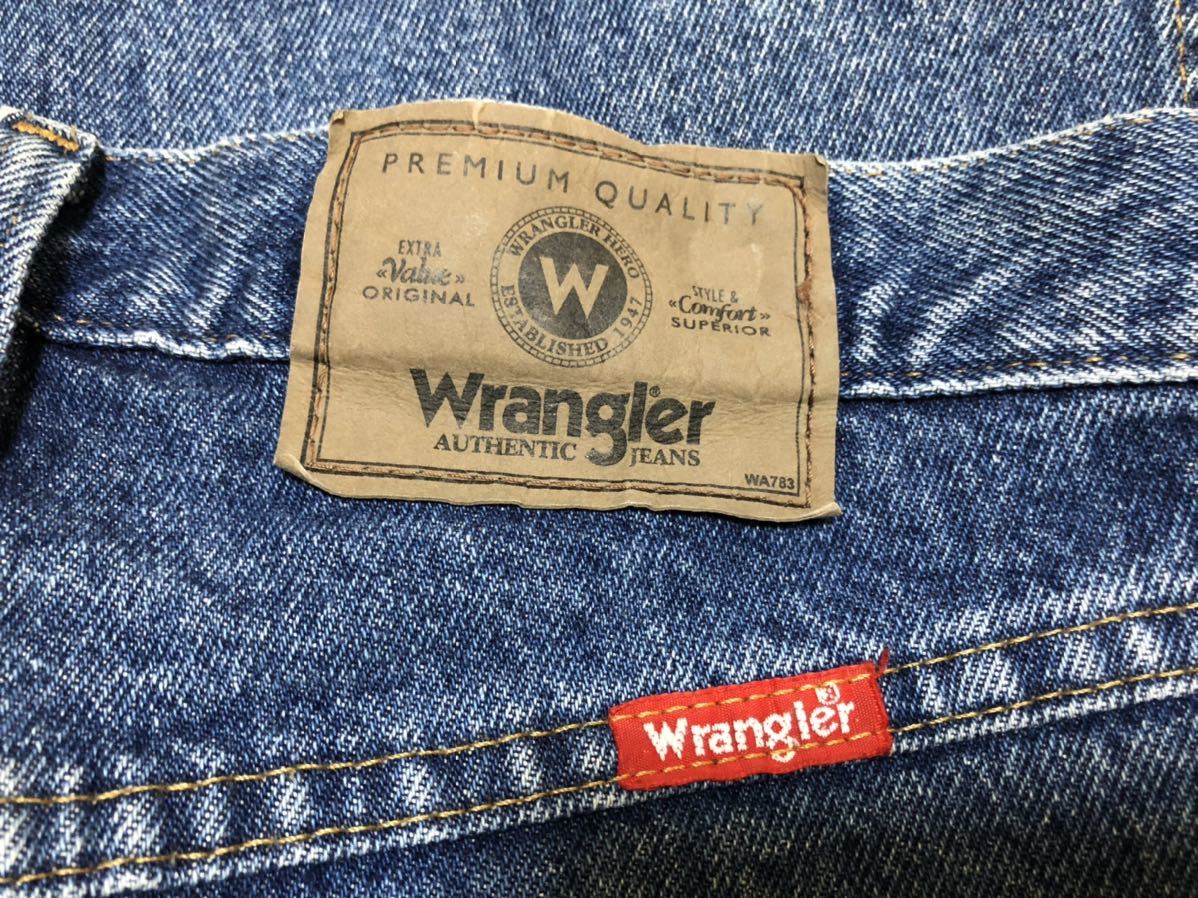 PREMIUM QUALITY
EXTRA
«Value»
ORIGINAL
WRANGLER HERO
ESTABLISHED 1947
W
STYLE &
«Comfort»
SUPERIOR
Wrangler®
AUTHENTIC JEANS
WA783
Wrangler®